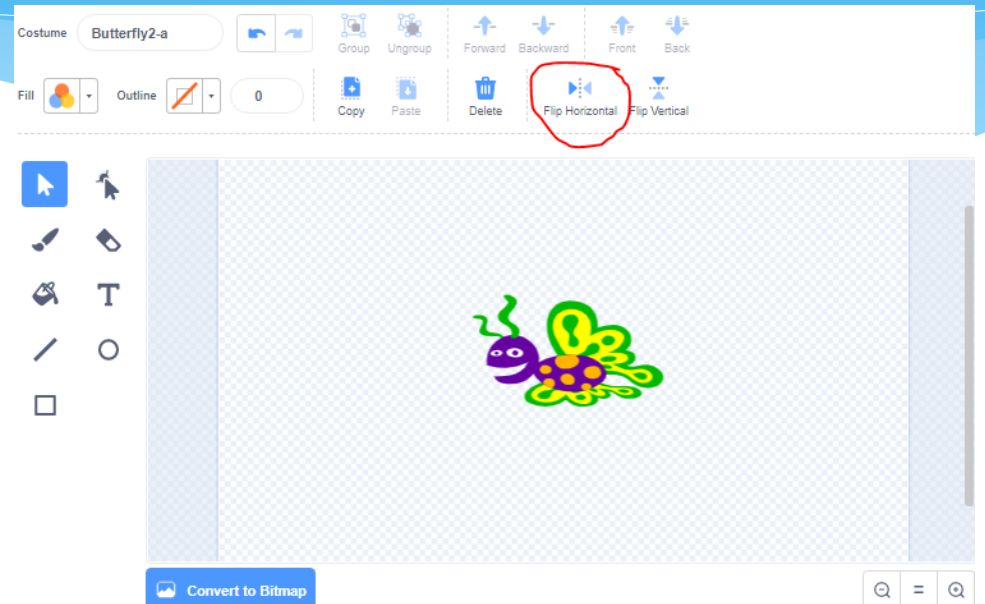 Costume Butterfly2-a
Group Ungroup Forward Backward Front Back
Fill Outline 0 Copy Paste Delete Flip Horizontal Flip Vertical
T
Convert to Bitmap
=